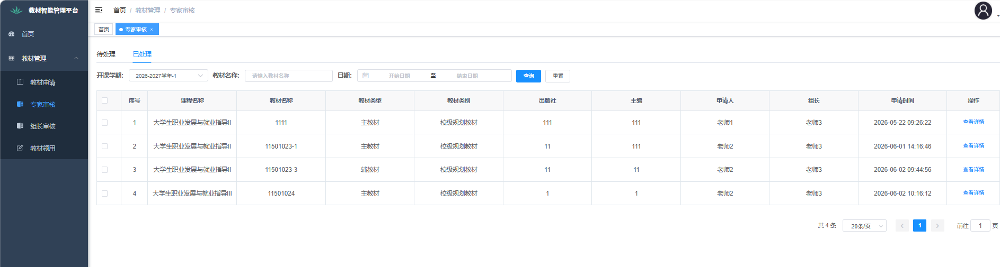 教材智能管理平台
首页 / 教材管理 / 专家审核
首页
专家审核 ×
首页
教材管理
教材申请
专家审核
组长审核
教材领用
待处理 已处理
开课学期: 2026-2027学年-1 教材名称: 请输入教材名称 日期: 开始日期 至 结束日期 查询 重置
序号 课程名称 教材名称 教材类型 教材类别 出版社 主编 申请人 组长 申请时间 操作
1 大学生职业发展与就业指导II 1111 主教材 校级规划教材 111 111 老师1 老师3 2026-05-22 09:26:22 查看详情
2 大学生职业发展与就业指导II 11501023-1 主教材 校级规划教材 11 111 老师2 老师3 2026-06-01 14:16:46 查看详情
3 大学生职业发展与就业指导II 11501023-3 辅教材 校级规划教材 11 11 老师2 老师3 2026-06-02 09:44:56 查看详情
4 大学生职业发展与就业指导III 11501024 主教材 校级规划教材 1 1 老师2 老师3 2026-06-02 10:16:12 查看详情
共 4 条 20条/页 1 前往 1 页